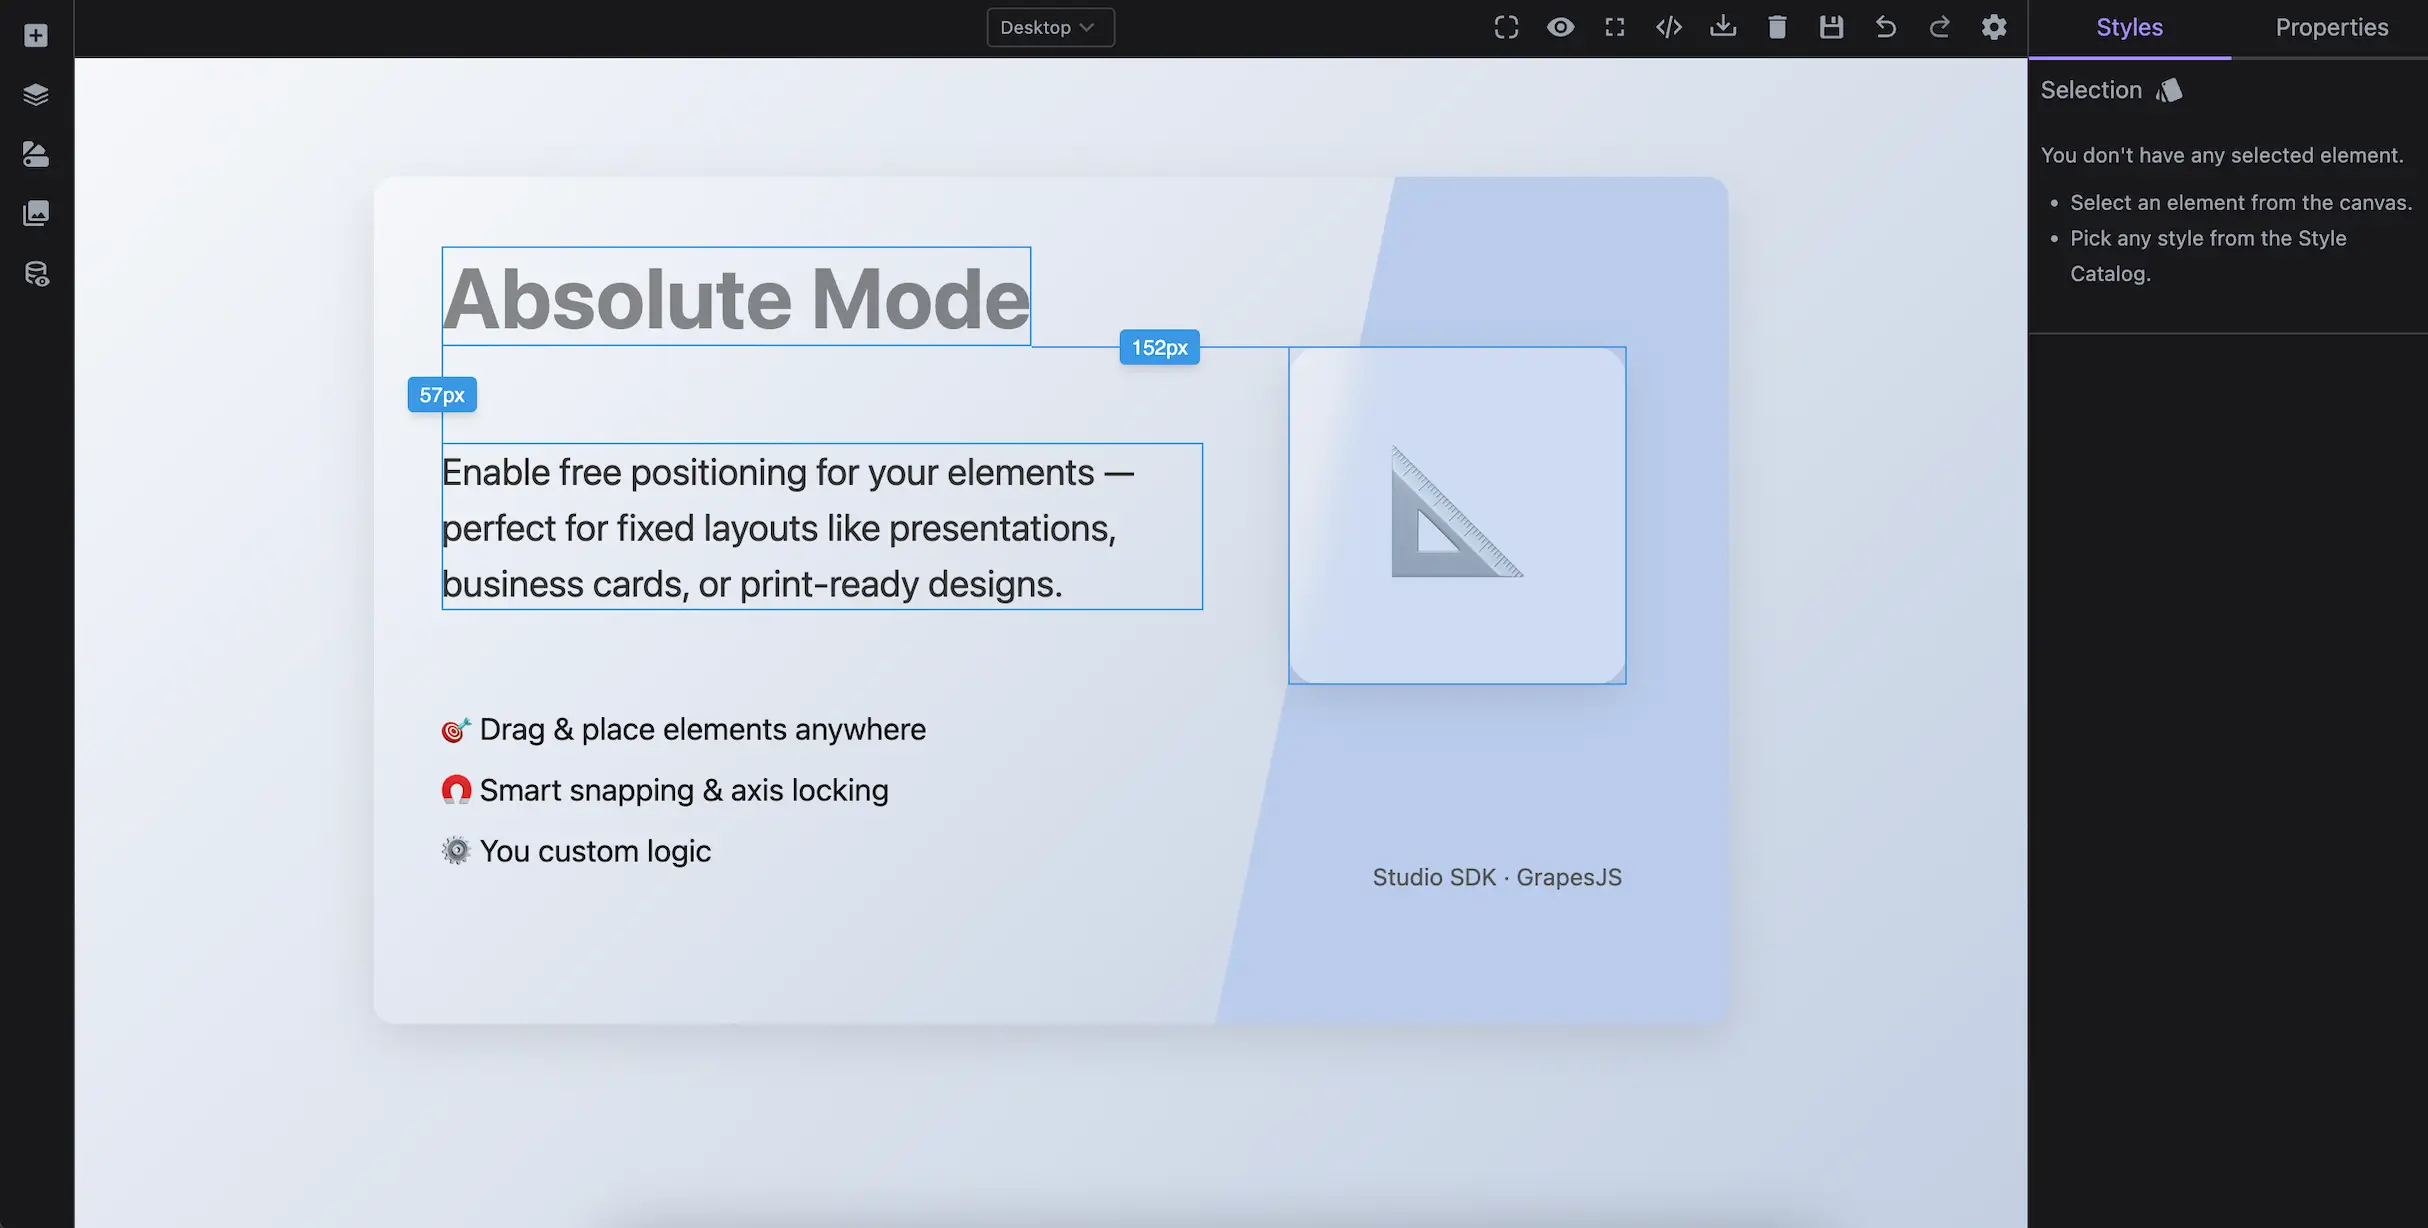 Desktop
Styles
Properties
Selection
You don't have any selected element.
Select an element from the canvas.
Pick any style from the Style
Catalog.
Absolute Mode
152px
57px
Enable free positioning for your elements —
perfect for fixed layouts like presentations,
business cards, or print-ready designs.
Drag & place elements anywhere
Smart snapping & axis locking
You custom logic
Studio SDK · GrapesJS